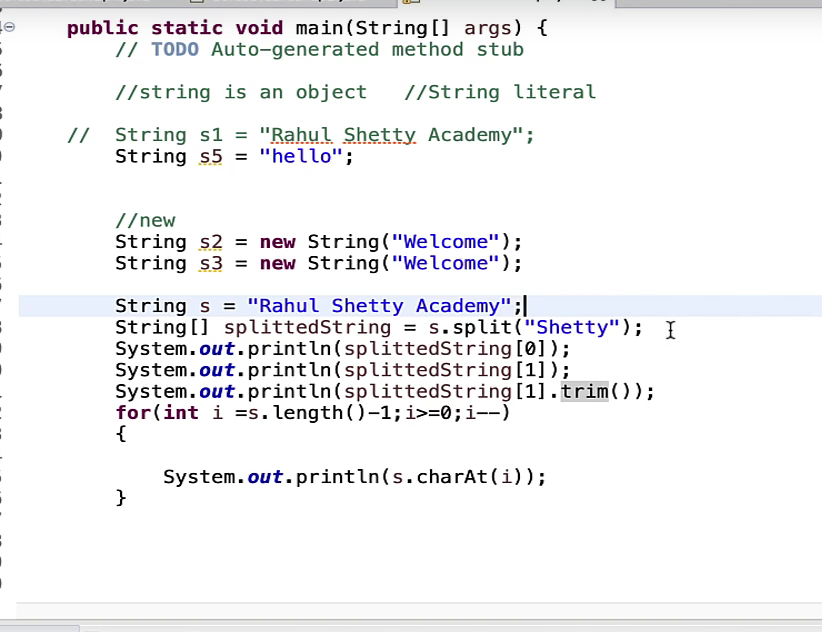 public static void main(String[] args) {
// TODO Auto-generated method stub
//string is an object   //String literal
//  String s1 = "Rahul Shetty Academy";
String s5 = "hello";
//new
String s2 = new String("Welcome");
String s3 = new String("Welcome");
String s = "Rahul Shetty Academy";
String[] splittedString = s.split("Shetty");
System.out.println(splittedString[0]);
System.out.println(splittedString[1]);
System.out.println(splittedString[1].trim());
for(int i =s.length()-1;i>=0;i--)
{
System.out.println(s.charAt(i));
}